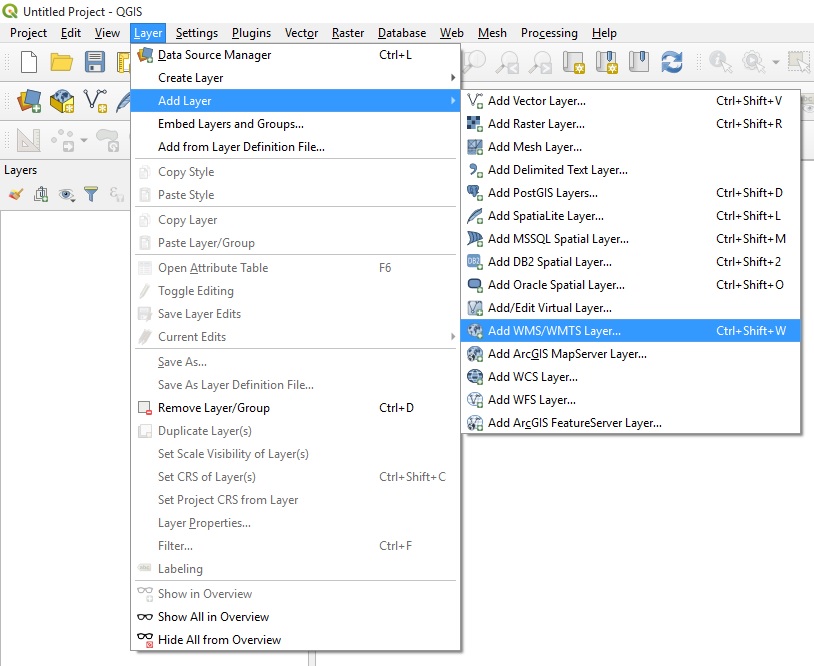 Untitled Project - QGIS
Project Edit View Layer Settings Plugins Vector Raster Database Web Mesh Processing Help
Layers
Data Source Manager Ctrl+L
Create Layer
Add Layer
Embed Layers and Groups...
Add from Layer Definition File...
Copy Style
Paste Style
Copy Layer
Paste Layer/Group
Open Attribute Table F6
Toggle Editing
Save Layer Edits
Current Edits
Save As...
Save As Layer Definition File...
Remove Layer/Group Ctrl+D
Duplicate Layer(s)
Set Scale Visibility of Layer(s)
Set CRS of Layer(s) Ctrl+Shift+C
Set Project CRS from Layer
Layer Properties...
Filter... Ctrl+F
Labeling
Show in Overview
Show All in Overview
Hide All from Overview
Add Vector Layer... Ctrl+Shift+V
Add Raster Layer... Ctrl+Shift+R
Add Mesh Layer...
Add Delimited Text Layer...
Add PostGIS Layers... Ctrl+Shift+D
Add SpatiaLite Layer... Ctrl+Shift+L
Add MSSQL Spatial Layer... Ctrl+Shift+M
DB2 Add DB2 Spatial Layer... Ctrl+Shift+2
Add Oracle Spatial Layer... Ctrl+Shift+O
Add/Edit Virtual Layer...
Add WMS/WMTS Layer... Ctrl+Shift+W
Add ArcGIS MapServer Layer...
Add WCS Layer...
Add WFS Layer...
Add ArcGIS FeatureServer Layer...